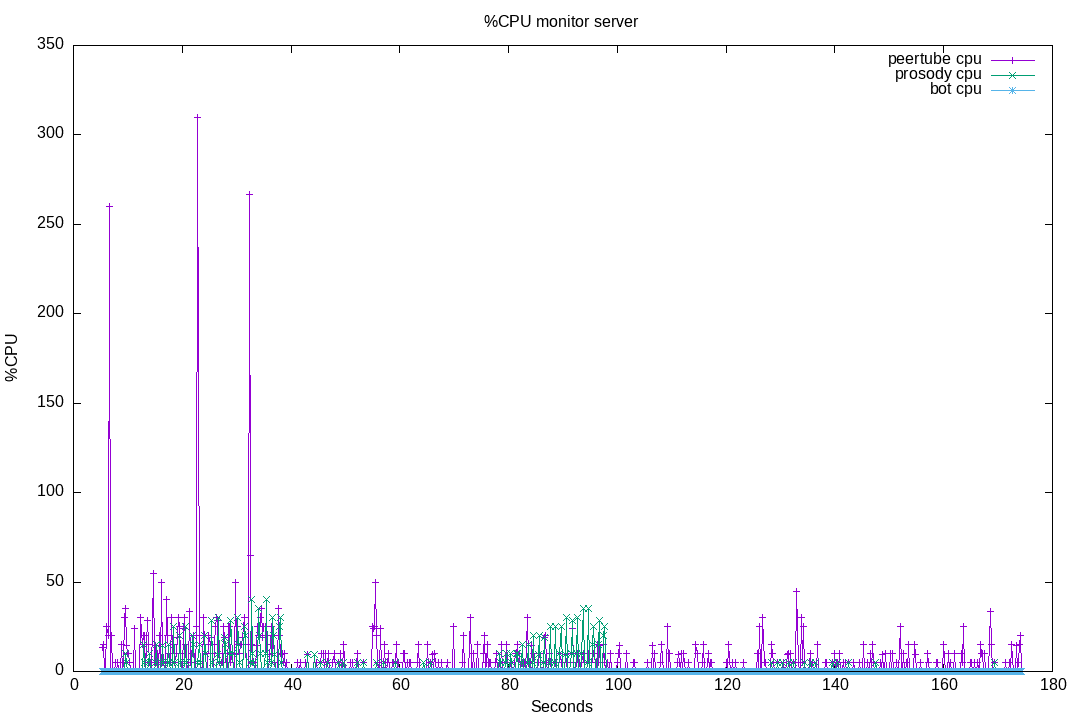 %CPU monitor server
350
300
250
200
150
100
50
0
%CPU
peertube cpu
prosody cpu
bot cpu
0 20 40 60 80 100 120 140 160 180
Seconds